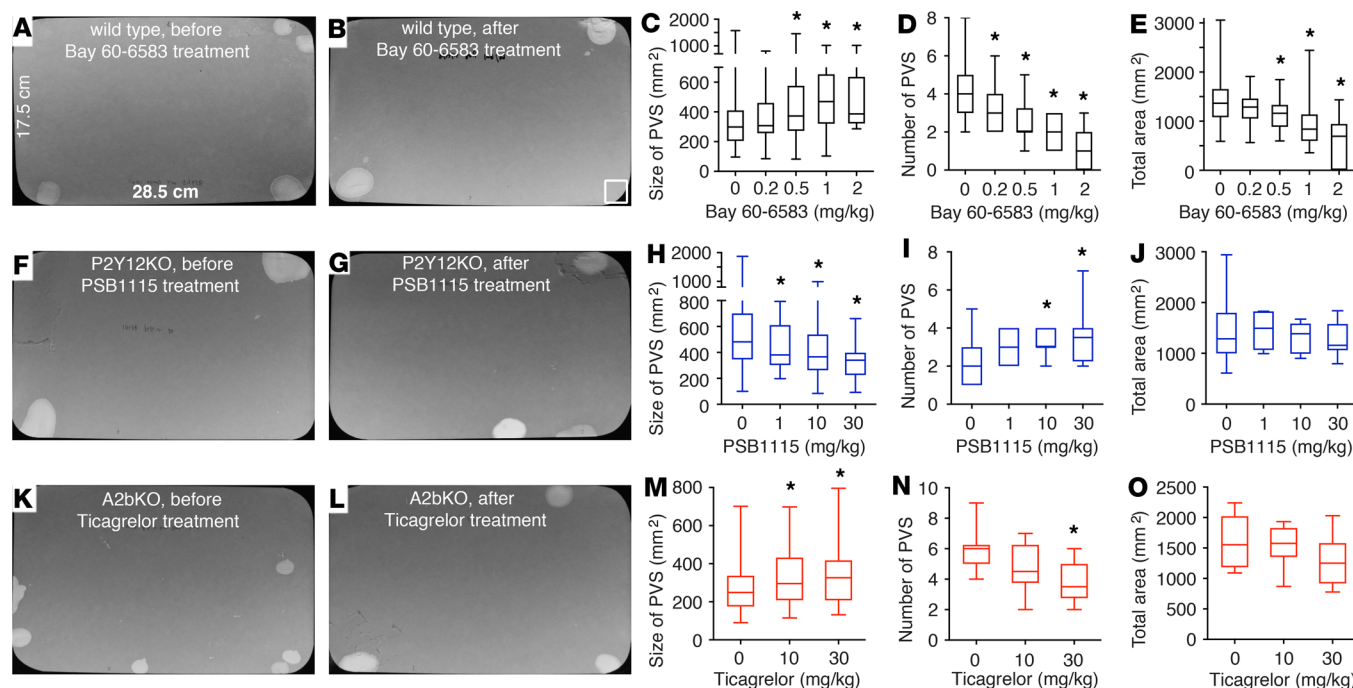 A
wild type, before
Bay 60-6583 treatment
17.5 cm
28.5 cm
B
wild type, after
Bay 60-6583 treatment
C
2000
1000
600
400
200
0
Size of PVS (mm²)
0 0.2 0.5 1 2
Bay 60-6583 (mg/kg)
* * *
D
8
6
4
2
0
Number of PVS
0 0.2 0.5 1 2
Bay 60-6583 (mg/kg)
* * * *
E
3000
2000
1000
0
Total area (mm²)
0 0.2 0.5 1 2
Bay 60-6583 (mg/kg)
* * *
F
P2Y12KO, before
PSB1115 treatment
G
P2Y12KO, after
PSB1115 treatment
H
2000
1000
800
600
400
200
0
Size of PVS (mm²)
0 1 10 30
PSB1115 (mg/kg)
* * *
I
8
6
4
2
0
Number of PVS
0 1 10 30
PSB1115 (mg/kg)
* *
J
3000
2000
1000
0
Total area (mm²)
0 1 10 30
PSB1115 (mg/kg)
K
A2bKO, before
Ticagrelor treatment
L
A2bKO, after
Ticagrelor treatment
M
800
600
400
200
0
Size of PVS (mm²)
0 10 30
Ticagrelor (mg/kg)
* *
N
10
8
6
4
2
0
Number of PVS
0 10 30
Ticagrelor (mg/kg)
*
O
2500
2000
1500
1000
500
0
Total area (mm²)
0 10 30
Ticagrelor (mg/kg)